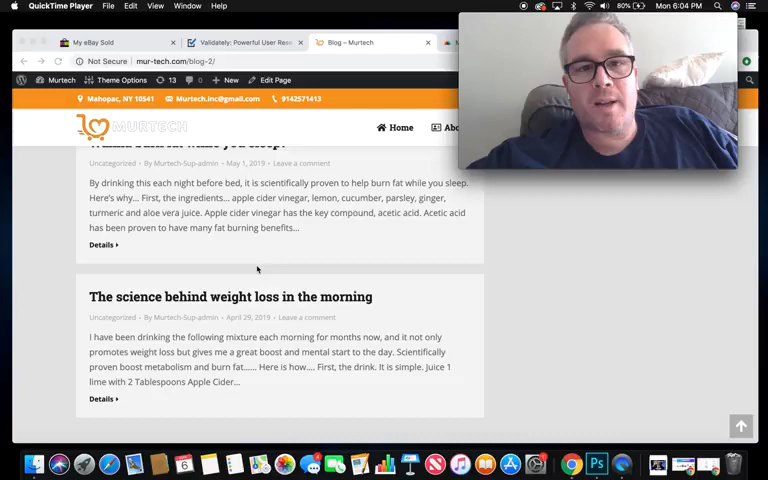 QuickTime Player File Edit View Window Help 80% Mon 6:04 PM
My eBay Sold Validately: Powerful User Rese Blog – Murtech
Not Secure mur-tech.com/blog-2/
Murtech Theme Options 13 0 New Edit Page
Mahopac, NY 10541 Murtech.Inc@gmail.com 9142571413
MURTECH Home Abo
Uncategorized • By Murtech-Sup-admin • May 1, 2019 • Leave a comment
By drinking this each night before bed, it is scientifically proven to help burn fat while you sleep.
Here's why... First, the ingredients... apple cider vinegar, lemon, cucumber, parsley, ginger,
turmeric and aloe vera juice. Apple cider vinegar has the key compound, acetic acid. Acetic acid
has been proven to have many fat burning benefits...
Details
The science behind weight loss in the morning
Uncategorized • By Murtech-Sup-admin • April 29, 2019 • Leave a comment
I have been drinking the following mixture each morning for months now, and it not only
promotes weight loss but gives me a great boost and mental start to the day. Scientifically
proven boost metabolism and burn fat...... Here is how.... First, the drink. It is simple. Juice 1
lime with 2 Tablespoons Apple Cider...
Details